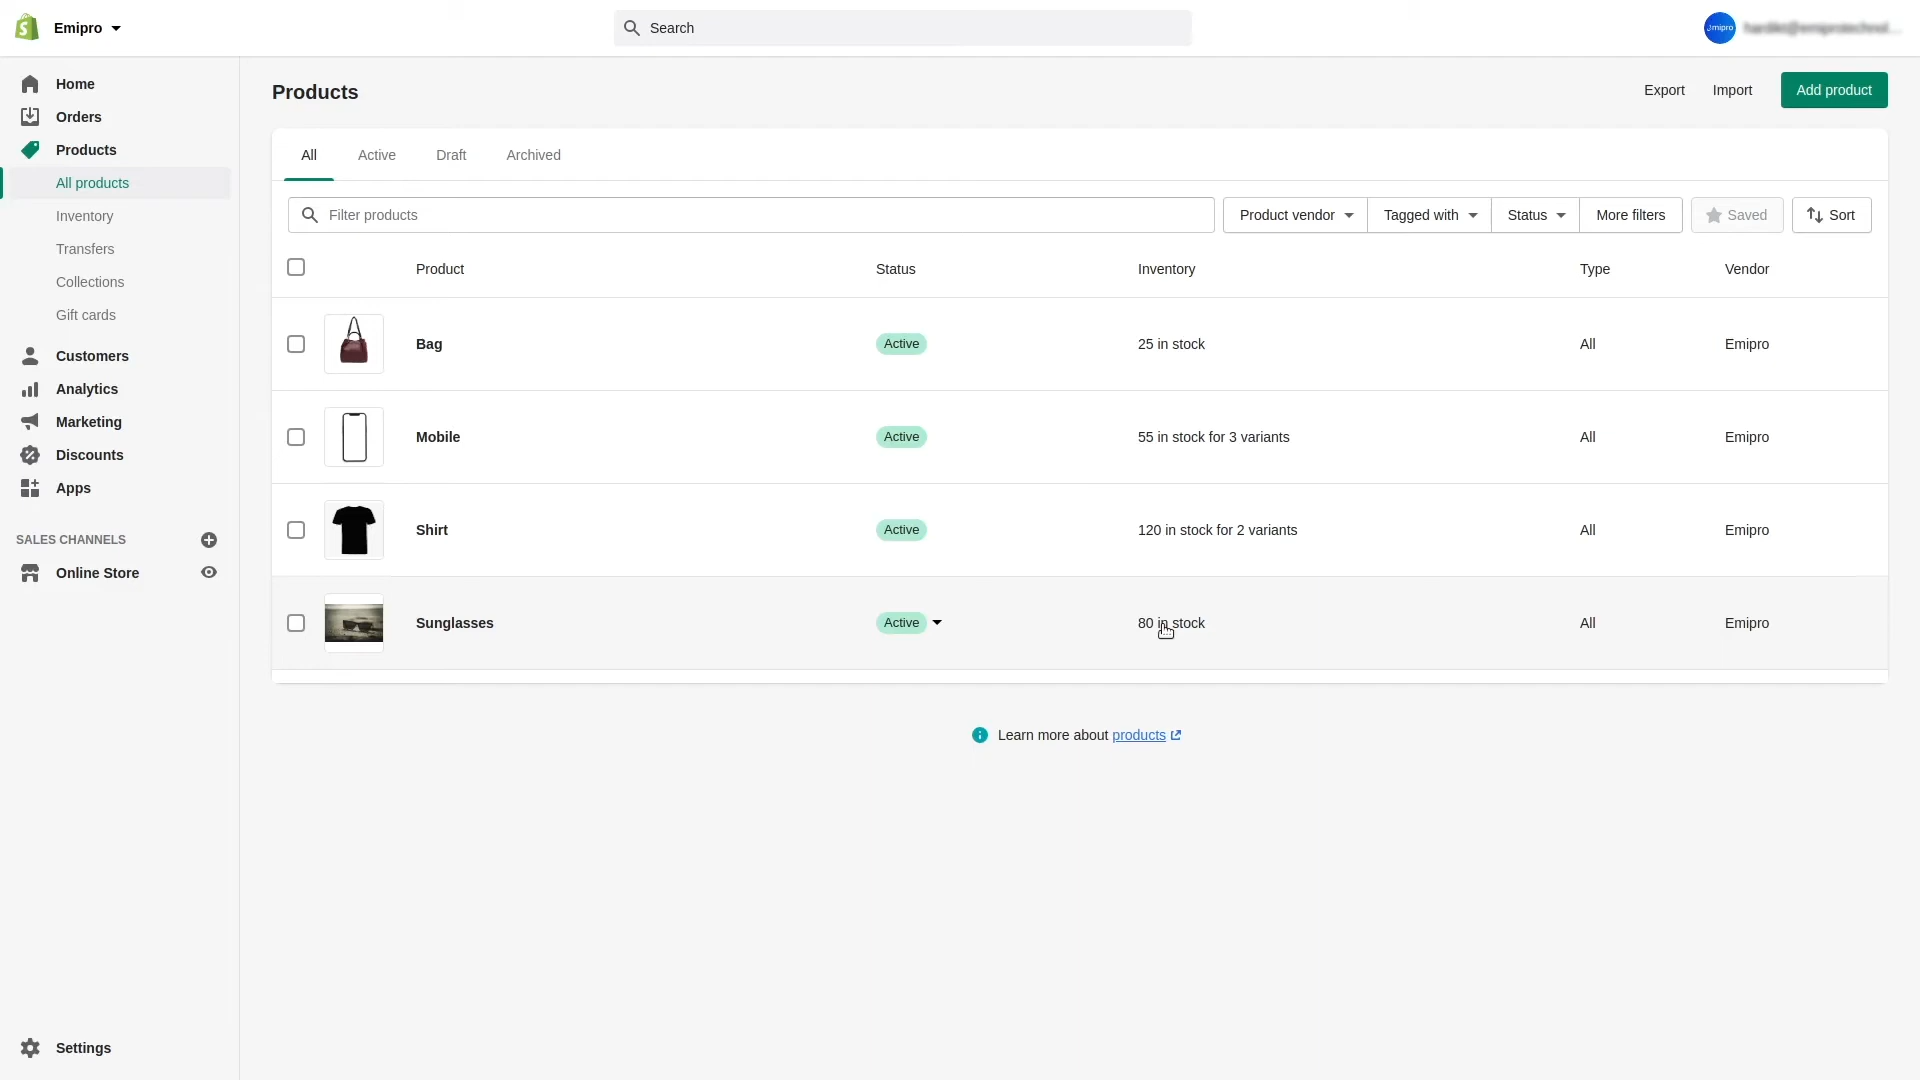 Emipro
Search
Home
Orders
Products
All products
Inventory
Transfers
Collections
Gift cards
Customers
Analytics
Marketing
Discounts
Apps
SALES CHANNELS
Online Store
Settings
Products
Export Import Add product
All Active Draft Archived
Filter products Product vendor Tagged with Status More filters Saved Sort
Product Status Inventory Type Vendor
Bag Active 25 in stock All Emipro
Mobile Active 55 in stock for 3 variants All Emipro
Shirt Active 120 in stock for 2 variants All Emipro
Sunglasses Active 80 in stock All Emipro
Learn more about products